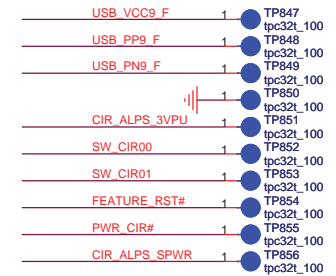 USB_VCC9_F 1 TP847
tpc32t_100
USB_PP9_F 1 TP848
tpc32t_100
USB_PN9_F 1 TP849
tpc32t_100
1 TP850
tpc32t_100
CIR_ALPS_3VPU 1 TP851
tpc32t_100
SW_CIR00 1 TP852
tpc32t_100
SW_CIR01 1 TP853
tpc32t_100
FEATURE_RST# 1 TP854
tpc32t_100
PWR_CIR# 1 TP855
tpc32t_100
CIR_ALPS_SPWR 1 TP856
tpc32t_100